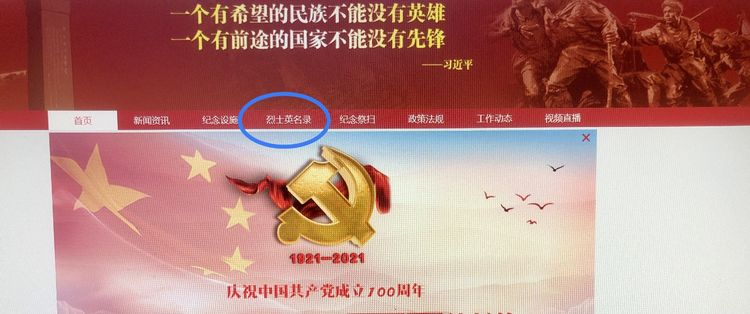 一个有希望的民族不能没有英雄
一个有前途的国家不能没有先锋
——习近平
首页 新闻资讯 纪念设施 烈士英名录 纪念祭扫 政策法规 工作动态 视频直播
1921—2021
庆祝中国共产党成立100周年